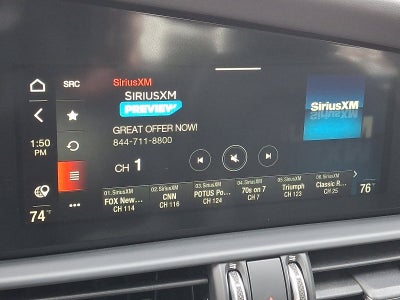 SRC
SiriusXM
SIRIUSXM
PREVIEW
GREAT OFFER NOW!
844-711-8800
CH 1
SiriusXM
1:50
PM
01.SiriusXM
FOX New...
CH 114
02.SiriusXM
CNN
CH 116
03.SiriusXM
POTUS Po...
CH 124
04.SiriusXM
70s on 7
CH 7
05.SiriusXM
Triumph
CH 123
06.SiriusXM
Classic R...
CH 25
74°F
76°F